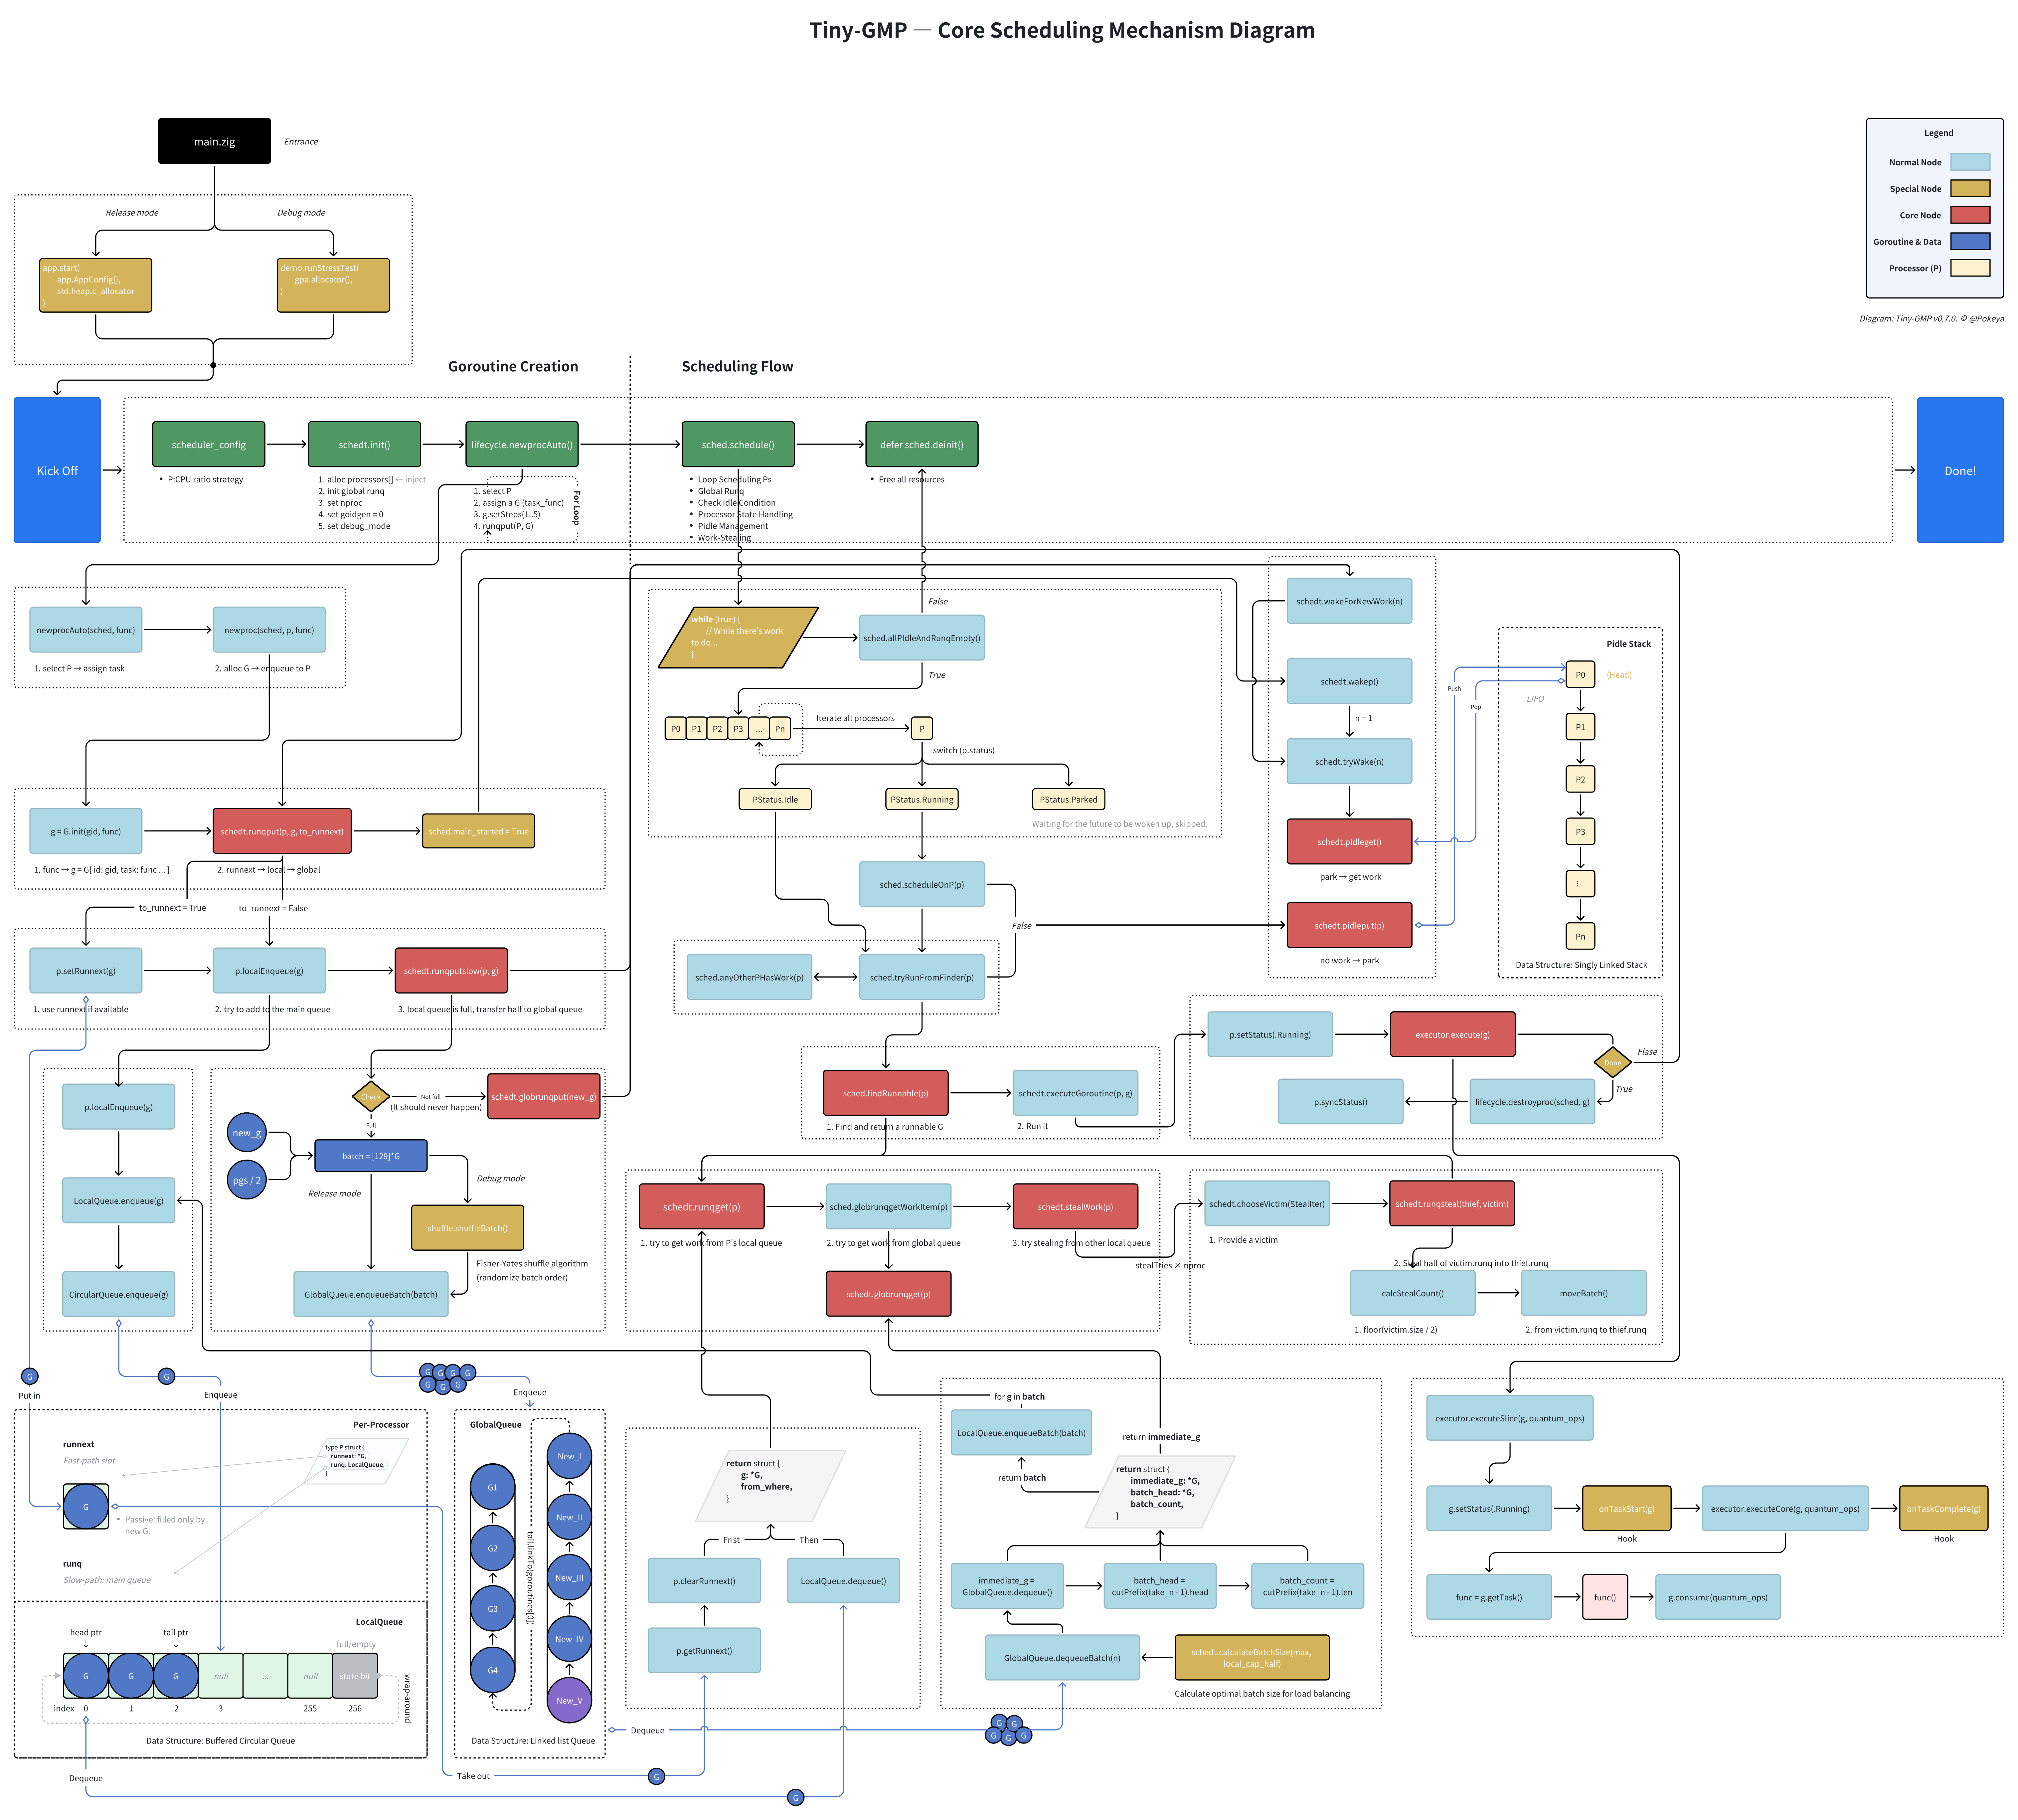 Tiny-GMP — Core Scheduling Mechanism Diagram
main.zig
Entrance
Legend
Normal Node
Special Node
Core Node
Goroutine & Data
Processor (P)
Diagram: Tiny-GMP v0.7.0. © @Pokeya
Release mode
Debug mode
app.start(
app.AppConfig{},
std.heap.c_allocator
)
demo.runStressTest(
gpa.allocator(),
)
Goroutine Creation
Scheduling Flow
Kick Off
scheduler_config
• P:CPU ratio strategy
schedt.init()
1. alloc processors[] ← inject
2. init global runq
3. set nproc
4. set goidgen = 0
5. set debug_mode
lifecycle.newprocAuto()
1. select P
2. assign a G (task_func)
3. g.setSteps(1..5)
4. runqput(P, G)
For Loop
sched.schedule()
• Loop Scheduling Ps
• Global Runq
• Check Idle Condition
• Processor State Handling
• Pidle Management
• Work-Stealing
defer sched.deinit()
• Free all resources
Done!
newprocAuto(sched, func)
newproc(sched, p, func)
1. select P → assign task
2. alloc G → enqueue to P
while (true) {
// While there's work
to do...
}
False
sched.allPIdleAndRunqEmpty()
True
P0
P1
P2
P3
...
Pn
Iterate all processors
P
switch (p.status)
PStatus.Idle
PStatus.Running
PStatus.Parked
Waiting for the future to be woken up, skipped.
schedt.wakeForNewWork(n)
schedt.wakep()
n = 1
schedt.tryWake(n)
schedt.pidleget()
park → get work
schedt.pidleput(p)
no work → park
Push
Pop
Pidle Stack
P0
(Head)
LIFO
P1
P2
P3
...
Pn
Data Structure: Singly Linked Stack
g = G.init(gid, func)
schedt.runqput(p, g, to_runnext)
sched.main_started = True
1. func → g = G{ id: gid, task: func ... }
2. runnext → local → global
to_runnext = True
to_runnext = False
p.setRunnext(g)
p.localEnqueue(g)
schedt.runqputslow(p, g)
1. use runnext if available
2. try to add to the main queue
3. local queue is full, transfer half to global queue
sched.scheduleOnP(p)
False
sched.anyOtherPHasWork(p)
sched.tryRunFromFinder(p)
sched.findRunnable(p)
schedt.executeGoroutine(p, g)
1. Find and return a runnable G
2. Run it
p.setStatus(.Running)
executor.execute(g)
Done
Flase
True
p.syncStatus()
lifecycle.destroyproc(sched, g)
p.localEnqueue(g)
LocalQueue.enqueue(g)
CircularQueue.enqueue(g)
Check
Not full
(It should never happen)
schedt.globrunqput(new_g)
Full
new_g
pgs / 2
batch = [129]*G
Release mode
Debug mode
shuffle.shuffleBatch()
Fisher-Yates shuffle algorithm
(randomize batch order)
GlobalQueue.enqueueBatch(batch)
schedt.runqget(p)
sched.globrunqgetWorkItem(p)
schedt.stealWork(p)
1. try to get work from P's local queue
2. try to get work from global queue
3. try stealing from other local queue
schedt.globrunqget(p)
stealTries × nproc
schedt.chooseVictim(StealIter)
schedt.runqsteal(thief, victim)
1. Provide a victim
2. Steal half of victim.runq into thief.runq
calcStealCount()
moveBatch()
1. floor(victim.size / 2)
2. from victim.runq to thief.runq
G
Put in
G
Enqueue
G
G
G
G
G
G
G
Enqueue
Per-Processor
type P struct {
runnext: *G,
runq: LocalQueue,
}
runnext
Fast-path slot
G
• Passive: filled only by
new G.
runq
Slow-path: main queue
LocalQueue
head ptr
↓
tail ptr
↓
full/empty
G
G
G
null
...
null
state bit
index
0
1
2
3
255
256
wrap-around
Data Structure: Buffered Circular Queue
Dequeue
GlobalQueue
G1
G2
G3
G4
tail.linkTo(goroutines[0])
New_I
New_II
New_III
New_IV
New_V
Data Structure: Linked list Queue
Take out
G
G
Dequeue
G
G
G
G
G
return struct {
g: *G,
from_where,
}
Frist
Then
p.clearRunnext()
LocalQueue.dequeue()
p.getRunnext()
for g in batch
LocalQueue.enqueueBatch(batch)
return batch
return immediate_g
return struct {
immediate_g: *G,
batch_head: *G,
batch_count,
}
immediate_g =
GlobalQueue.dequeue()
batch_head =
cutPrefix(take_n - 1).head
batch_count =
cutPrefix(take_n - 1).len
GlobalQueue.dequeueBatch(n)
schedt.calculateBatchSize(max,
local_cap_half)
Calculate optimal batch size for load balancing
executor.executeSlice(g, quantum_ops)
g.setStatus(.Running)
onTaskStart(g)
Hook
executor.executeCore(g, quantum_ops)
onTaskComplete(g)
Hook
func = g.getTask()
func()
g.consume(quantum_ops)